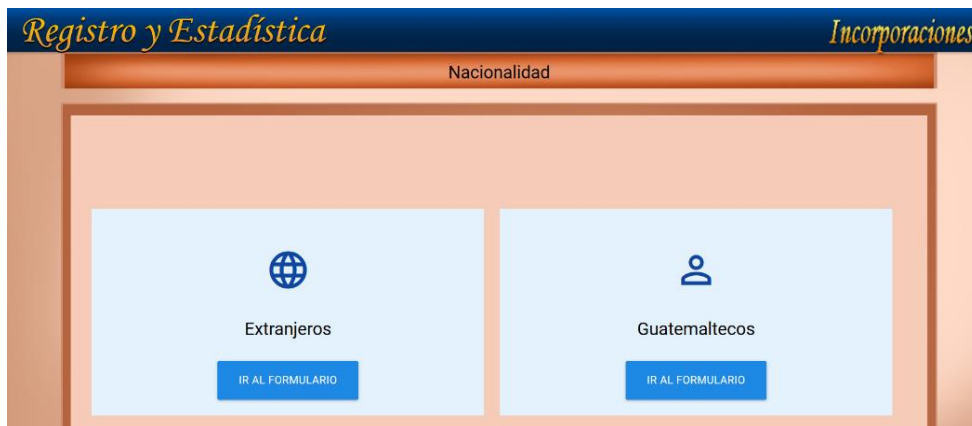 Registro y Estadística
Incorporaciones
Nacionalidad
Extranjeros
IR AL FORMULARIO
Guatemaltecos
IR AL FORMULARIO